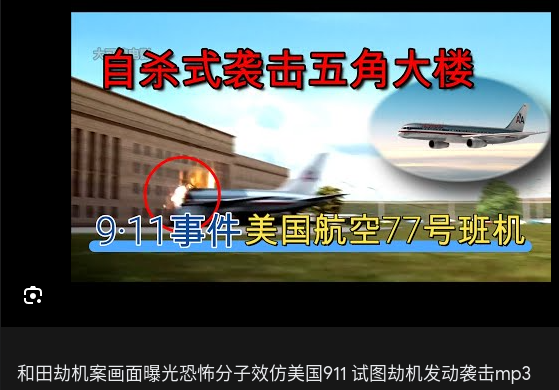 自杀式袭击五角大楼
AA
9·11事件 美国航空77号班机
和田劫机案画面曝光恐怖分子效仿美国911 试图劫机发动袭击mp3